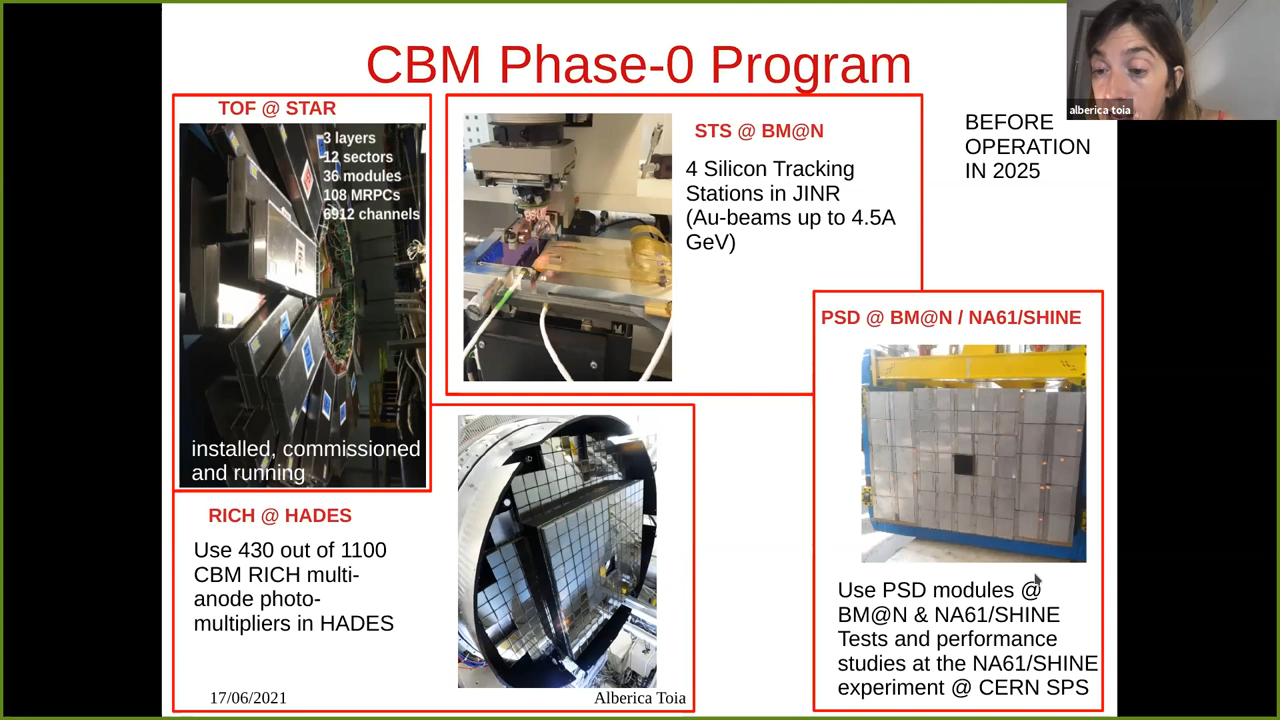 CBM Phase-0 Program
alberica toia
TOF @ STAR
3 layers
12 sectors
36 modules
108 MRPCs
6912 channels
installed, commissioned
and running
STS @ BM@N
4 Silicon Tracking
Stations in JINR
(Au-beams up to 4.5A
GeV)
BEFORE
OPERATION
IN 2025
PSD @ BM@N / NA61/SHINE
Use PSD modules @
BM@N & NA61/SHINE
Tests and performance
studies at the NA61/SHINE
experiment @ CERN SPS
RICH @ HADES
Use 430 out of 1100
CBM RICH multi-
anode photo-
multipliers in HADES
17/06/2021
Alberica Toia